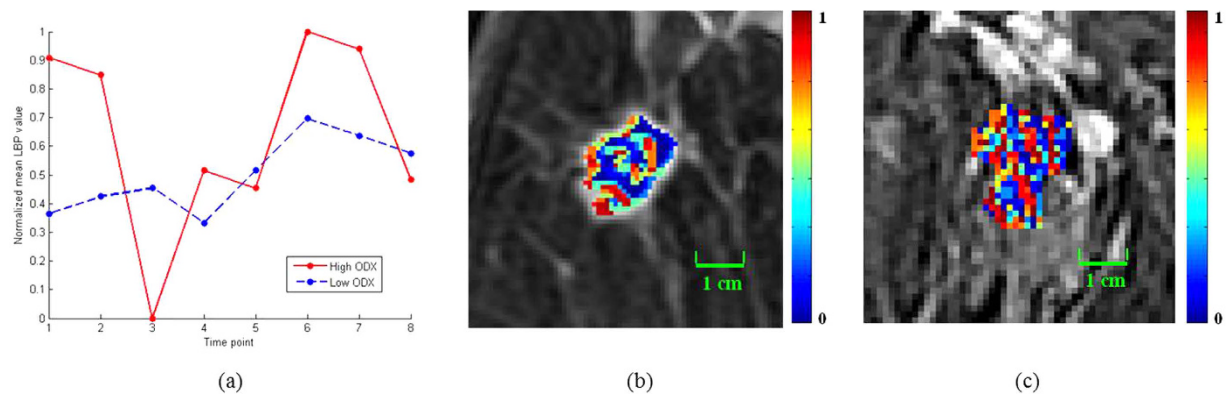 1
0.9
0.8
0.7
0.6
0.5
0.4
0.3
0.2
0.1
0
Normalized mean LBP value
1 2 3 4 5 6 7 8
Time point
High ODX
Low ODX
(a)
1
0
1 cm
(b)
1
0
1 cm
(c)